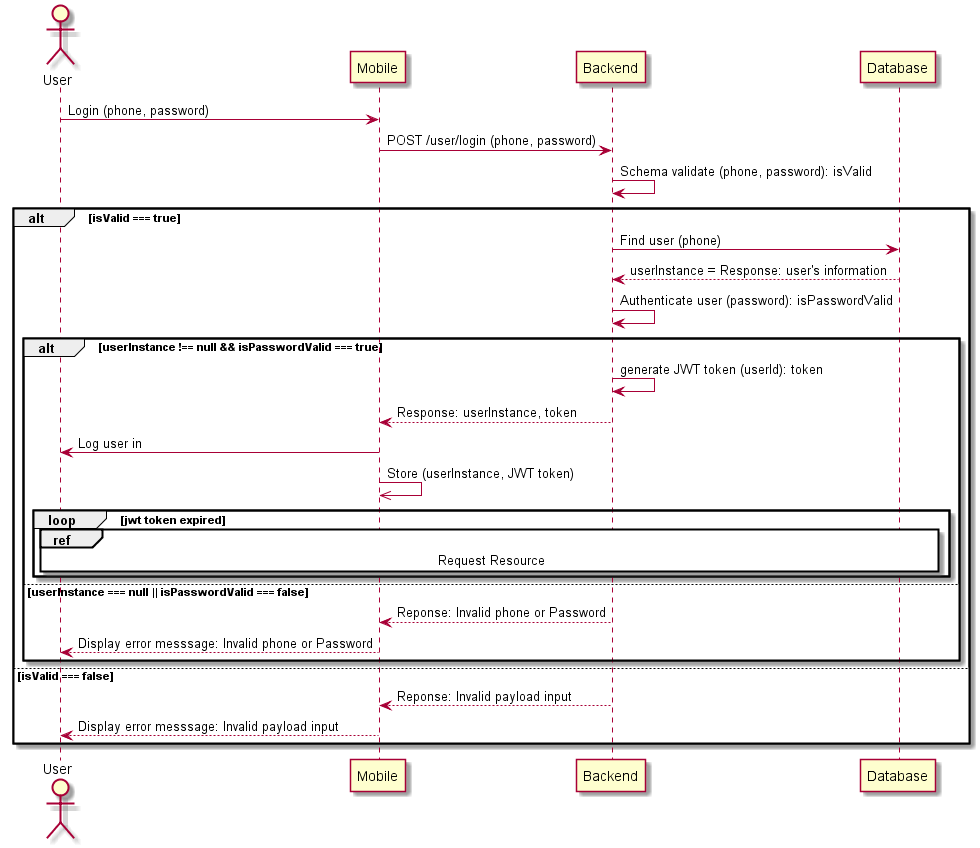 User
Mobile
Backend
Database
Login (phone, password)
POST /user/login (phone, password)
Schema validate (phone, password): isValid
alt
[isValid === true]
Find user (phone)
userInstance = Response: user's information
Authenticate user (password): isPasswordValid
alt
[userInstance !== null && isPasswordValid === true]
generate JWT token (userId): token
Response: userInstance, token
Log user in
Store (userInstance, JWT token)
loop
[jwt token expired]
ref
Request Resource
[userInstance === null || isPasswordValid === false]
Reponse: Invalid phone or Password
Display error messsage: Invalid phone or Password
[isValid === false]
Reponse: Invalid payload input
Display error messsage: Invalid payload input
User
Mobile
Backend
Database